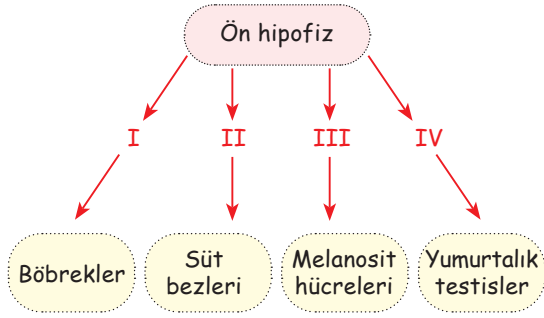 Ön hipofiz
I
II
III
IV
Böbrekler
Süt
bezleri
Melanosit
hücreleri
Yumurtalık
testisler